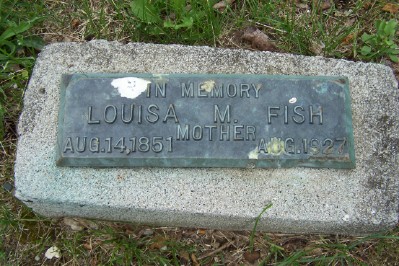 IN MEMORY
LOUISA M. FISH
MOTHER
AUG.14,1851 AUG.1927